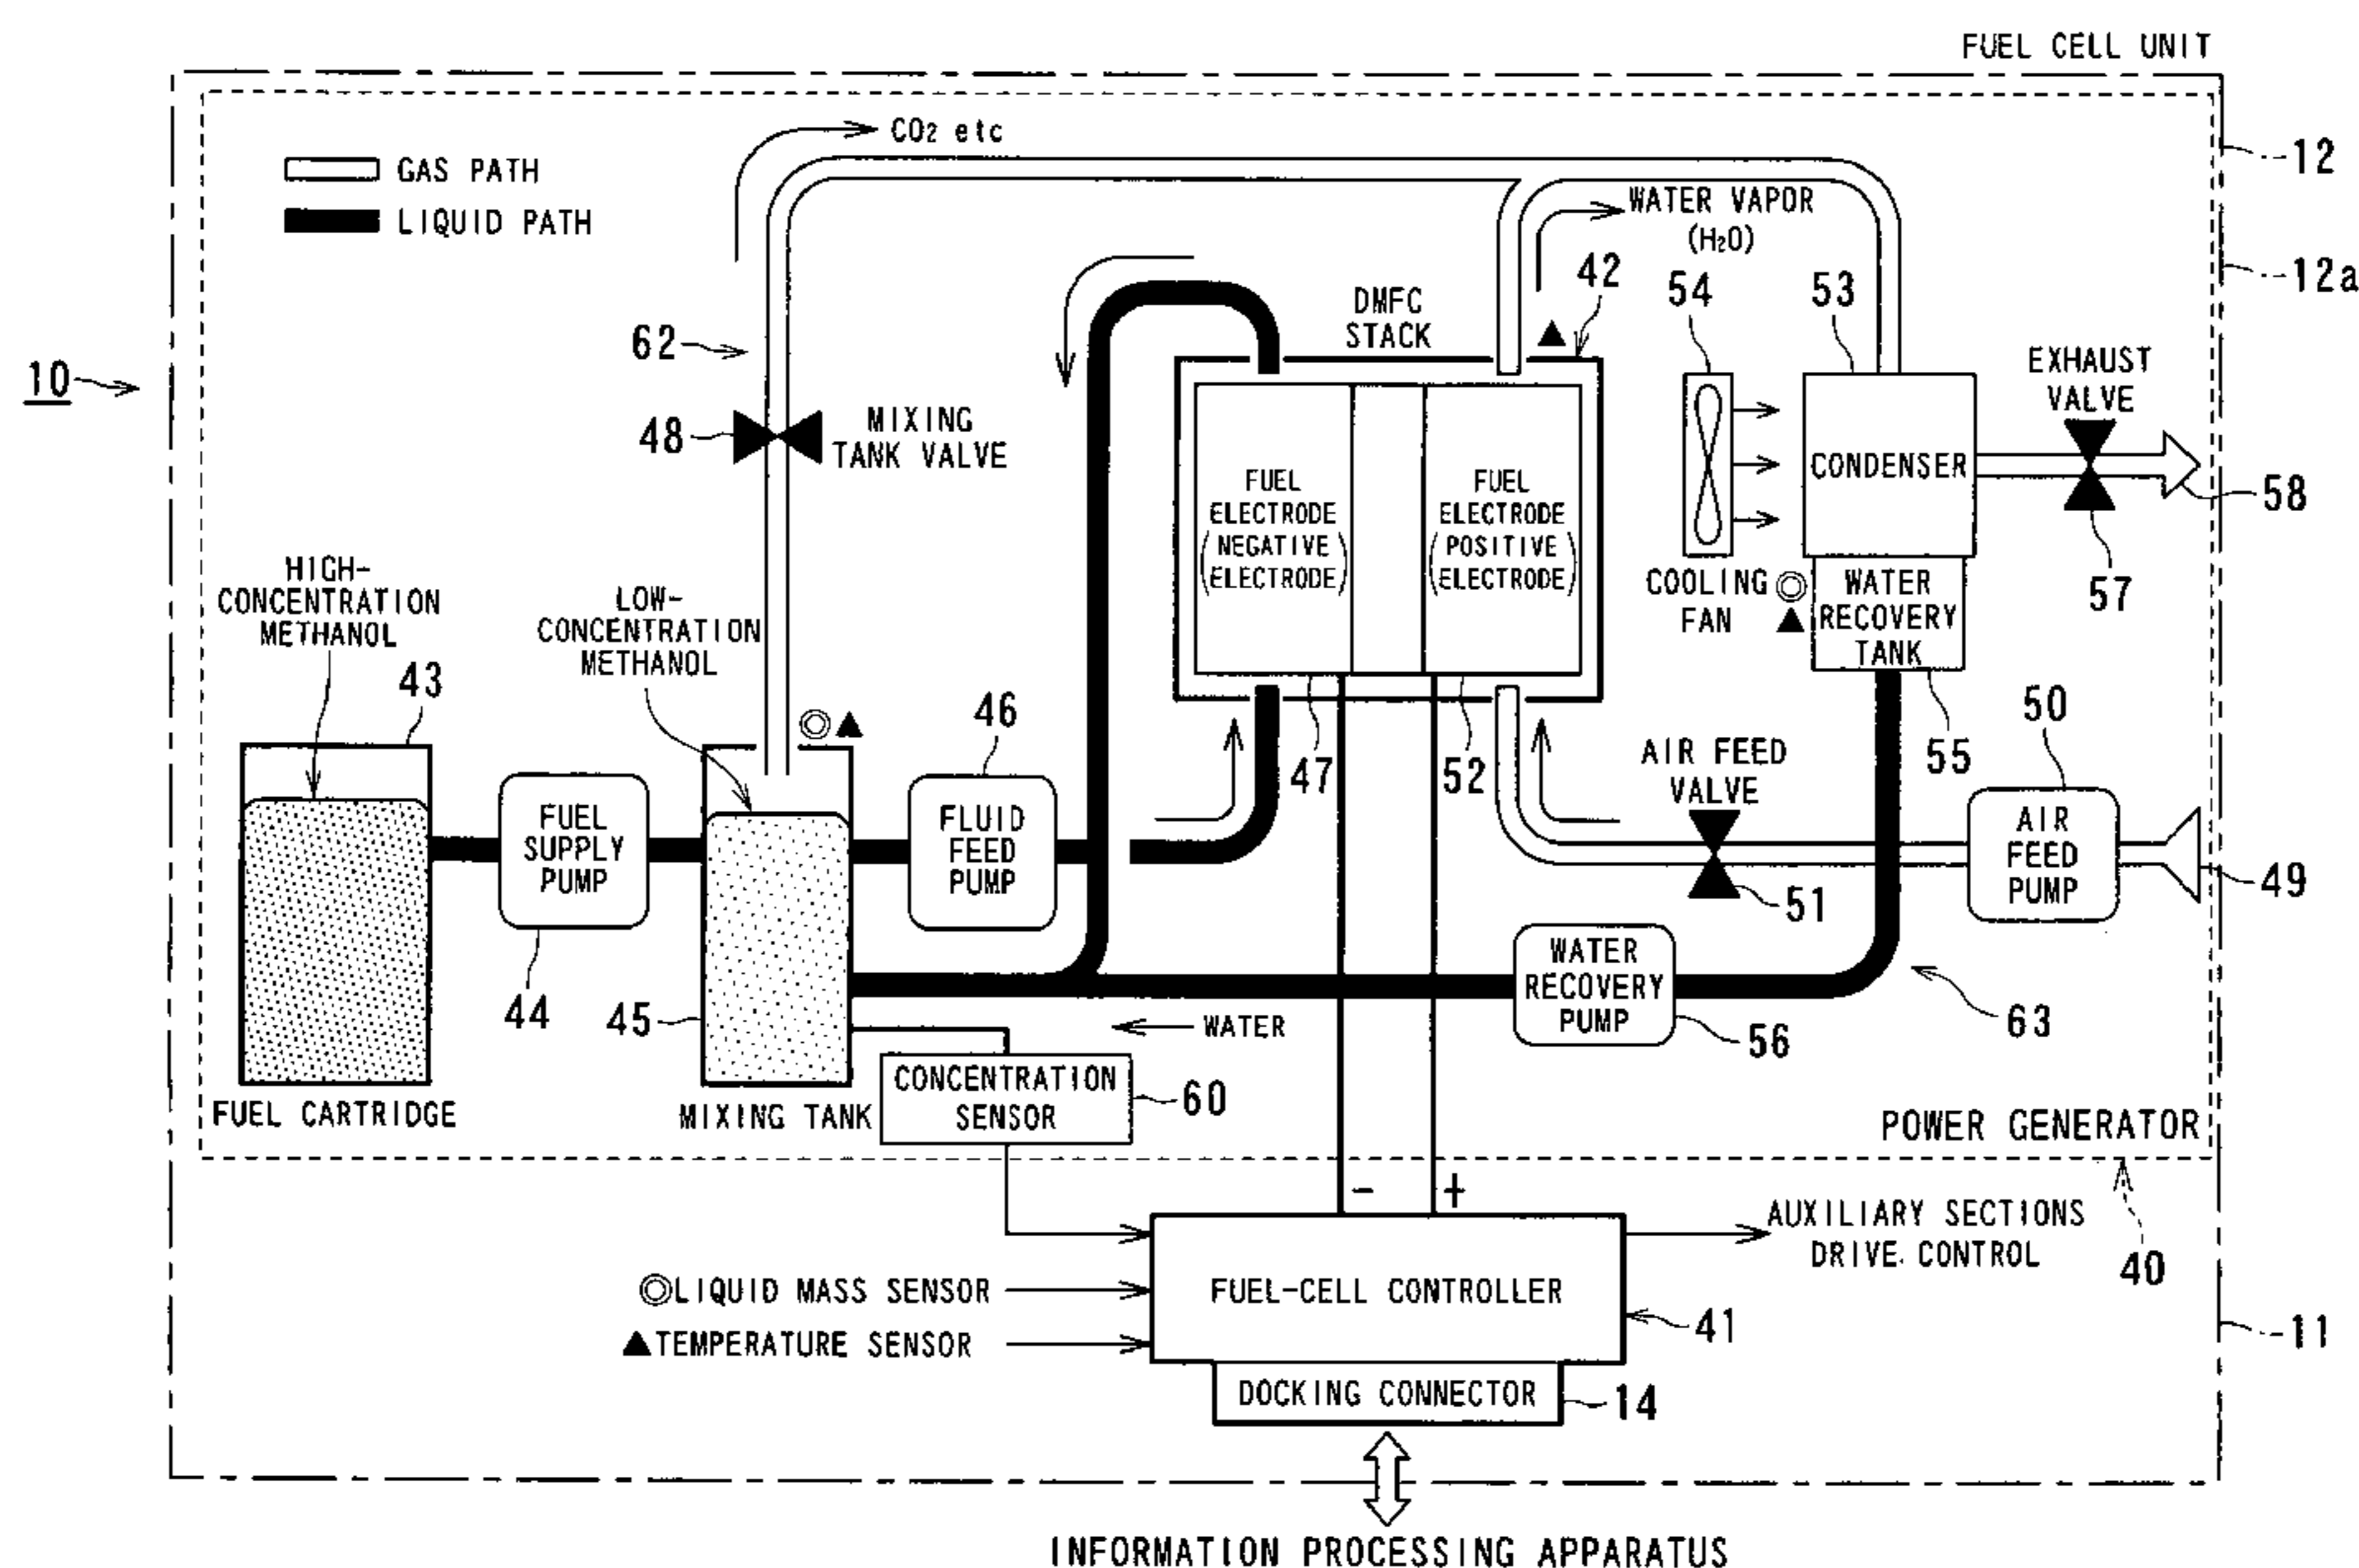 FUEL CELL UNIT
CO2 etc
GAS PATH
LIQUID PATH
12
12a
WATER VAPOR
(H2O)
42
54
53
DMFC
STACK
62
10
EXHAUST
VALVE
48
MIXING
TANK VALVE
CONDENSER
58
FUEL
ELECTRODE
(NEGATIVE
ELECTRODE)
FUEL
ELECTRODE
(POSITIVE
ELECTRODE)
57
HIGH-
CONCENTRATION
METHANOL
LOW-
CONCENTRATION
METHANOL
COOLING
FAN
WATER
RECOVERY
TANK
43
46
50
55
47
52
AIR FEED
VALVE
FUEL
SUPPLY
PUMP
FLUID
FEED
PUMP
AIR
FEED
PUMP
49
51
44
45
WATER
RECOVERY
PUMP
56
63
WATER
CONCENTRATION
SENSOR
60
FUEL CARTRIDGE
MIXING TANK
POWER GENERATOR
- +
AUXILIARY SECTIONS
DRIVE. CONTROL
40
◎LIQUID MASS SENSOR
▲TEMPERATURE SENSOR
FUEL-CELL CONTROLLER
41
11
DOCKING CONNECTOR
14
INFORMATION PROCESSING APPARATUS